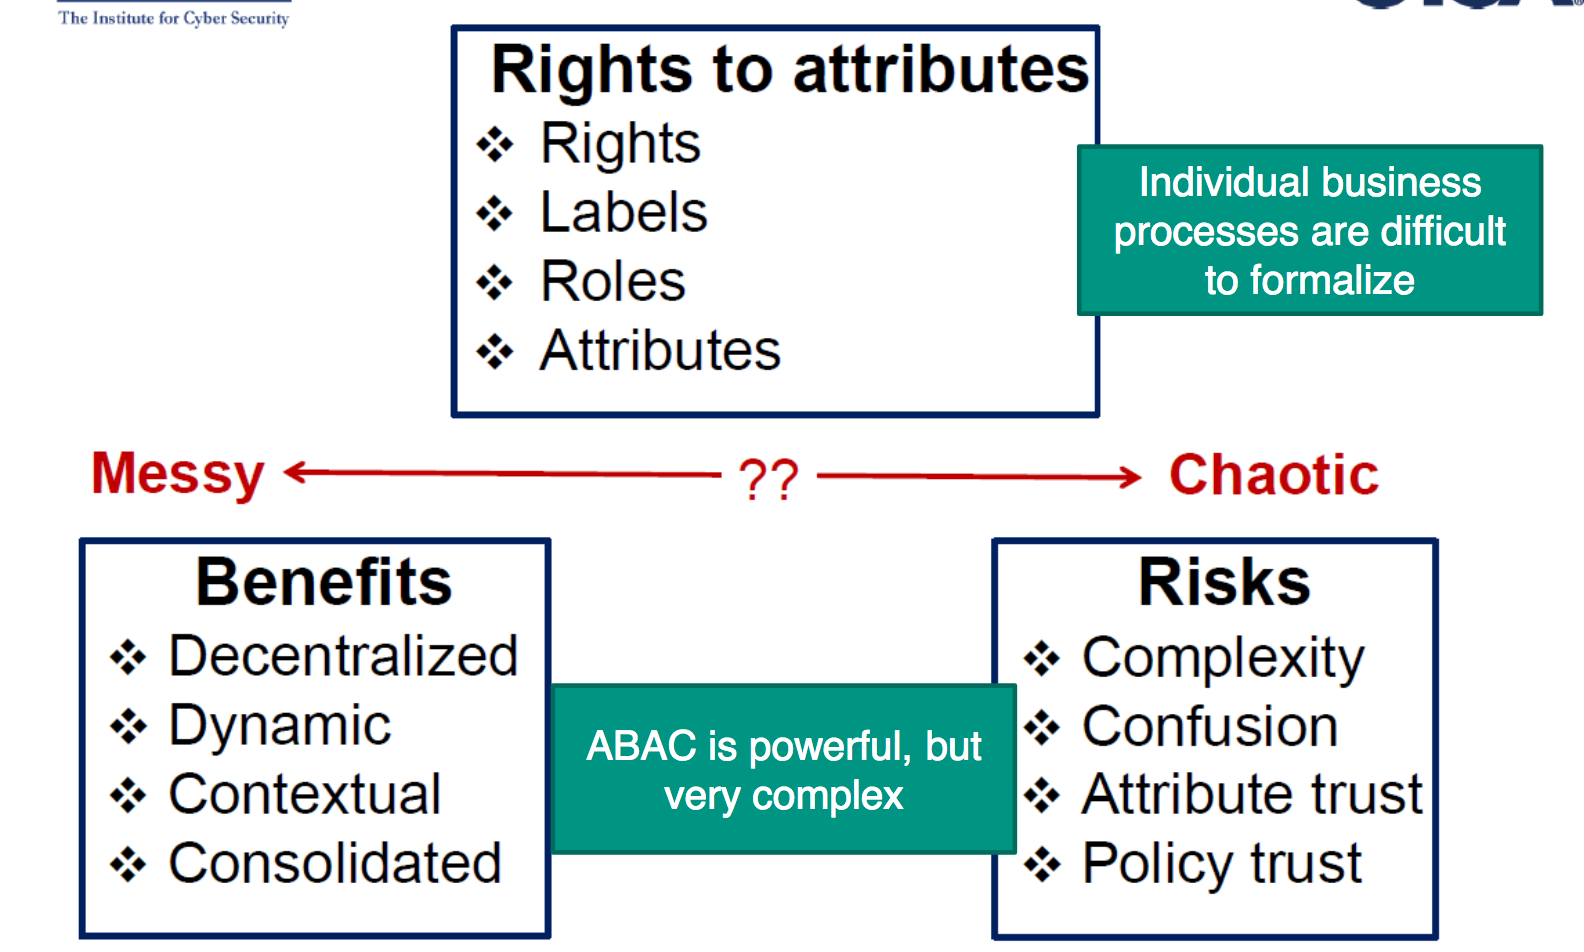 The Institute for Cyber Security
Rights to attributes
❖ Rights
❖ Labels
❖ Roles
❖ Attributes
Individual business
processes are difficult
to formalize
Messy ?? Chaotic
Benefits
❖ Decentralized
❖ Dynamic
❖ Contextual
❖ Consolidated
ABAC is powerful, but
very complex
Risks
❖ Complexity
❖ Confusion
❖ Attribute trust
❖ Policy trust